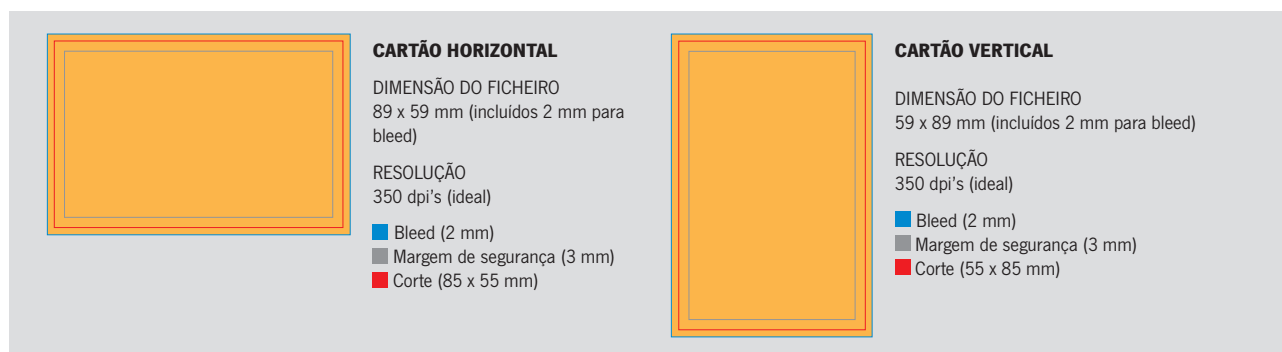 CARTÃO HORIZONTAL
DIMENSÃO DO FICHEIRO
89 x 59 mm (incluídos 2 mm para
bleed)
RESOLUÇÃO
350 dpi's (ideal)
Bleed (2 mm)
Margem de segurança (3 mm)
Corte (85 x 55 mm)
CARTÃO VERTICAL
DIMENSÃO DO FICHEIRO
59 x 89 mm (incluídos 2 mm para bleed)
RESOLUÇÃO
350 dpi's (ideal)
Bleed (2 mm)
Margem de segurança (3 mm)
Corte (55 x 85 mm)